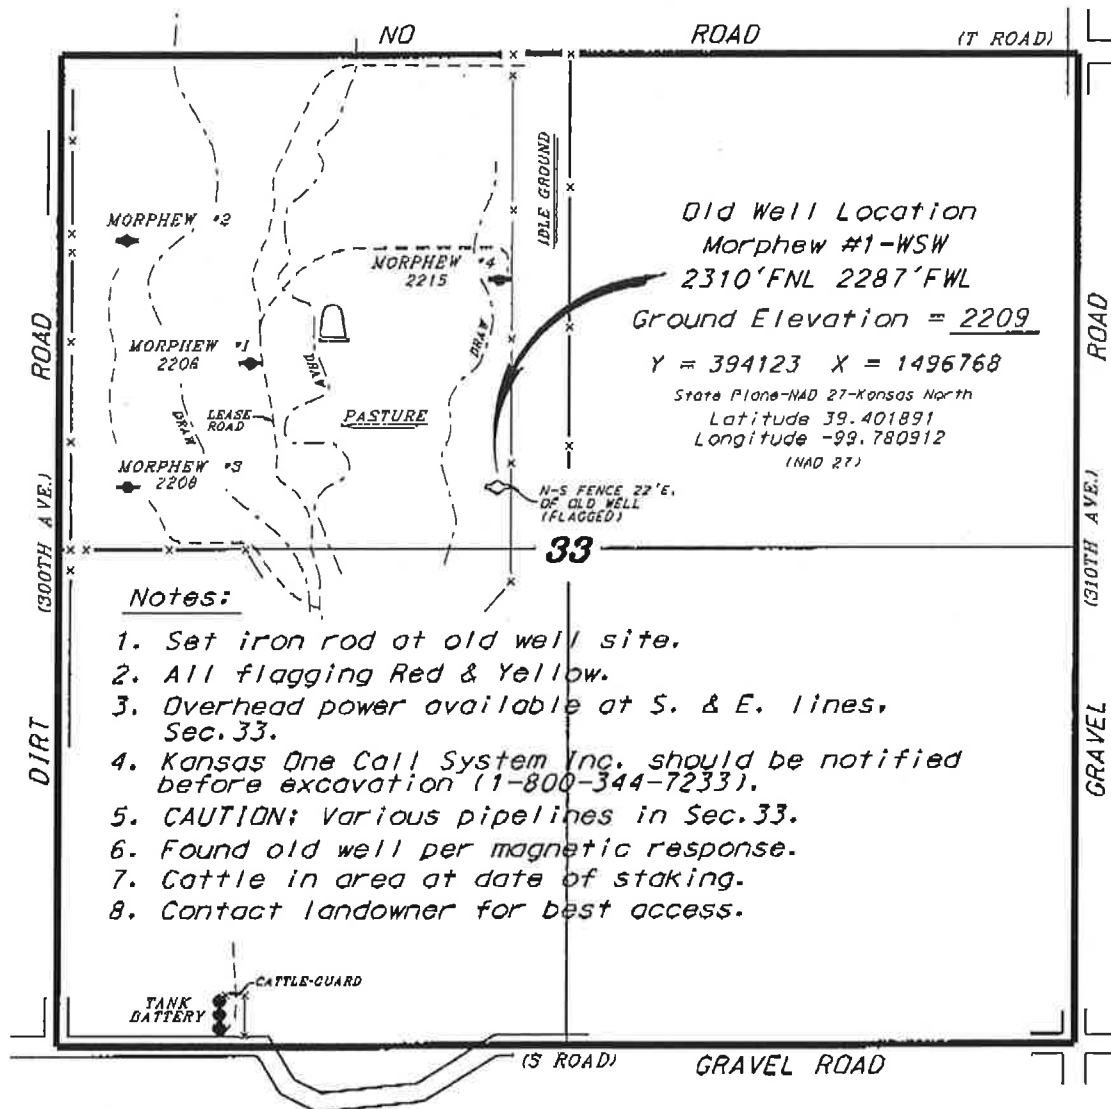 NO ROAD (T ROAD)
IDLE GROUND
MORPHEW #2
MORPHEW #4
2215
Old Well Location
Morphew #1-WSW
2310'FNL 2287'FWL
Ground Elevation = 2209
Y = 394123 X = 1496768
State Plane-NAD 27-Kansas North
Latitude 39.401891
Longitude -99.780912
(NAD 27)
MORPHEW #1
2206
DRAW
DRAW
LEASE
ROAD
PASTURE
DRAW
MORPHEW #3
2208
N-S FENCE 22'E.
OF OLD WELL
(FLAGGED)
33
DIRT (300TH AVE.) ROAD
GRAVEL (310TH AVE.) ROAD
Notes:
1. Set iron rod at old well site.
2. All flagging Red & Yellow.
3. Overhead power available at S. & E. lines,
Sec.33.
4. Kansas One Call System Inc. should be notified
before excavation (1-800-344-7233).
5. CAUTION: Various pipelines in Sec.33.
6. Found old well per magnetic response.
7. Cattle in area at date of staking.
8. Contact landowner for best access.
CATTLE-GUARD
TANK
BATTERY
(S ROAD) GRAVEL ROAD